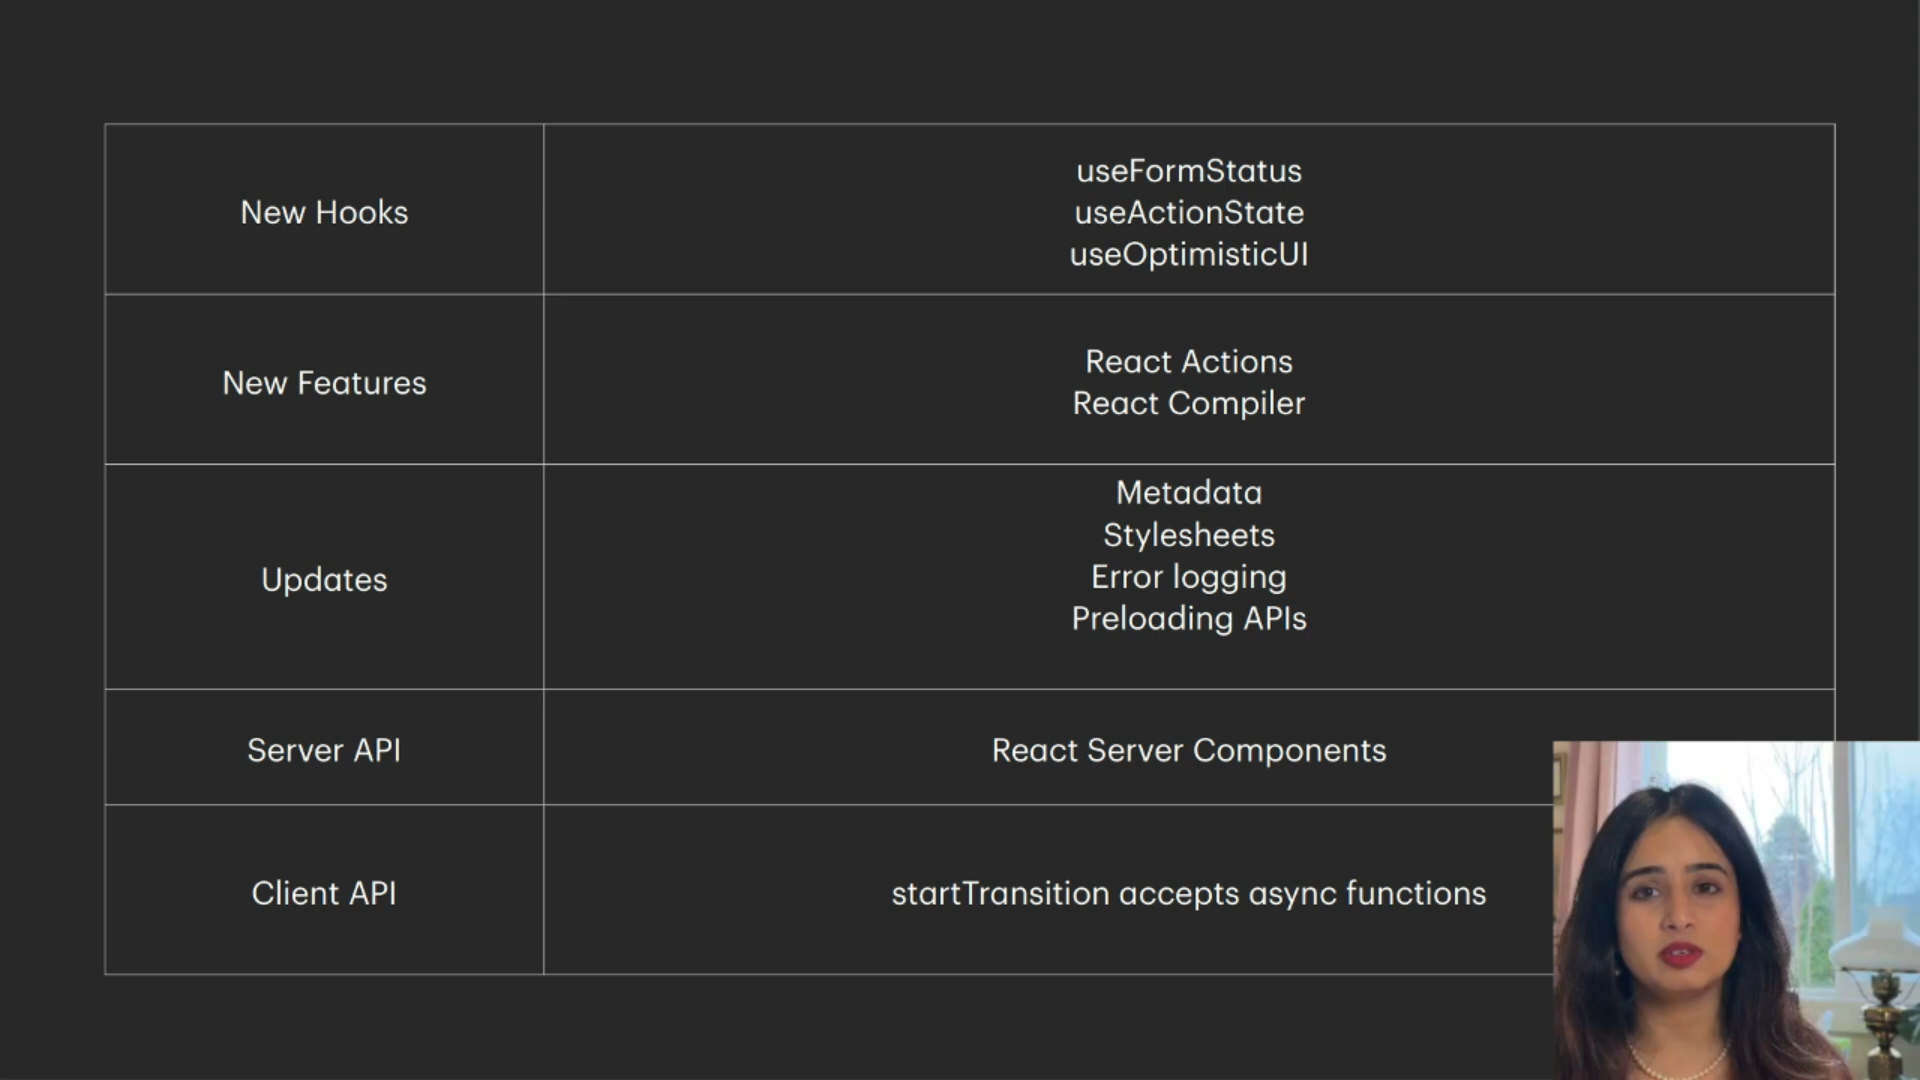 New Hooks
useFormStatus
useActionState
useOptimisticUI
New Features
React Actions
React Compiler
Updates
Metadata
Stylesheets
Error logging
Preloading APIs
Server API
React Server Components
Client API
startTransition accepts async functions